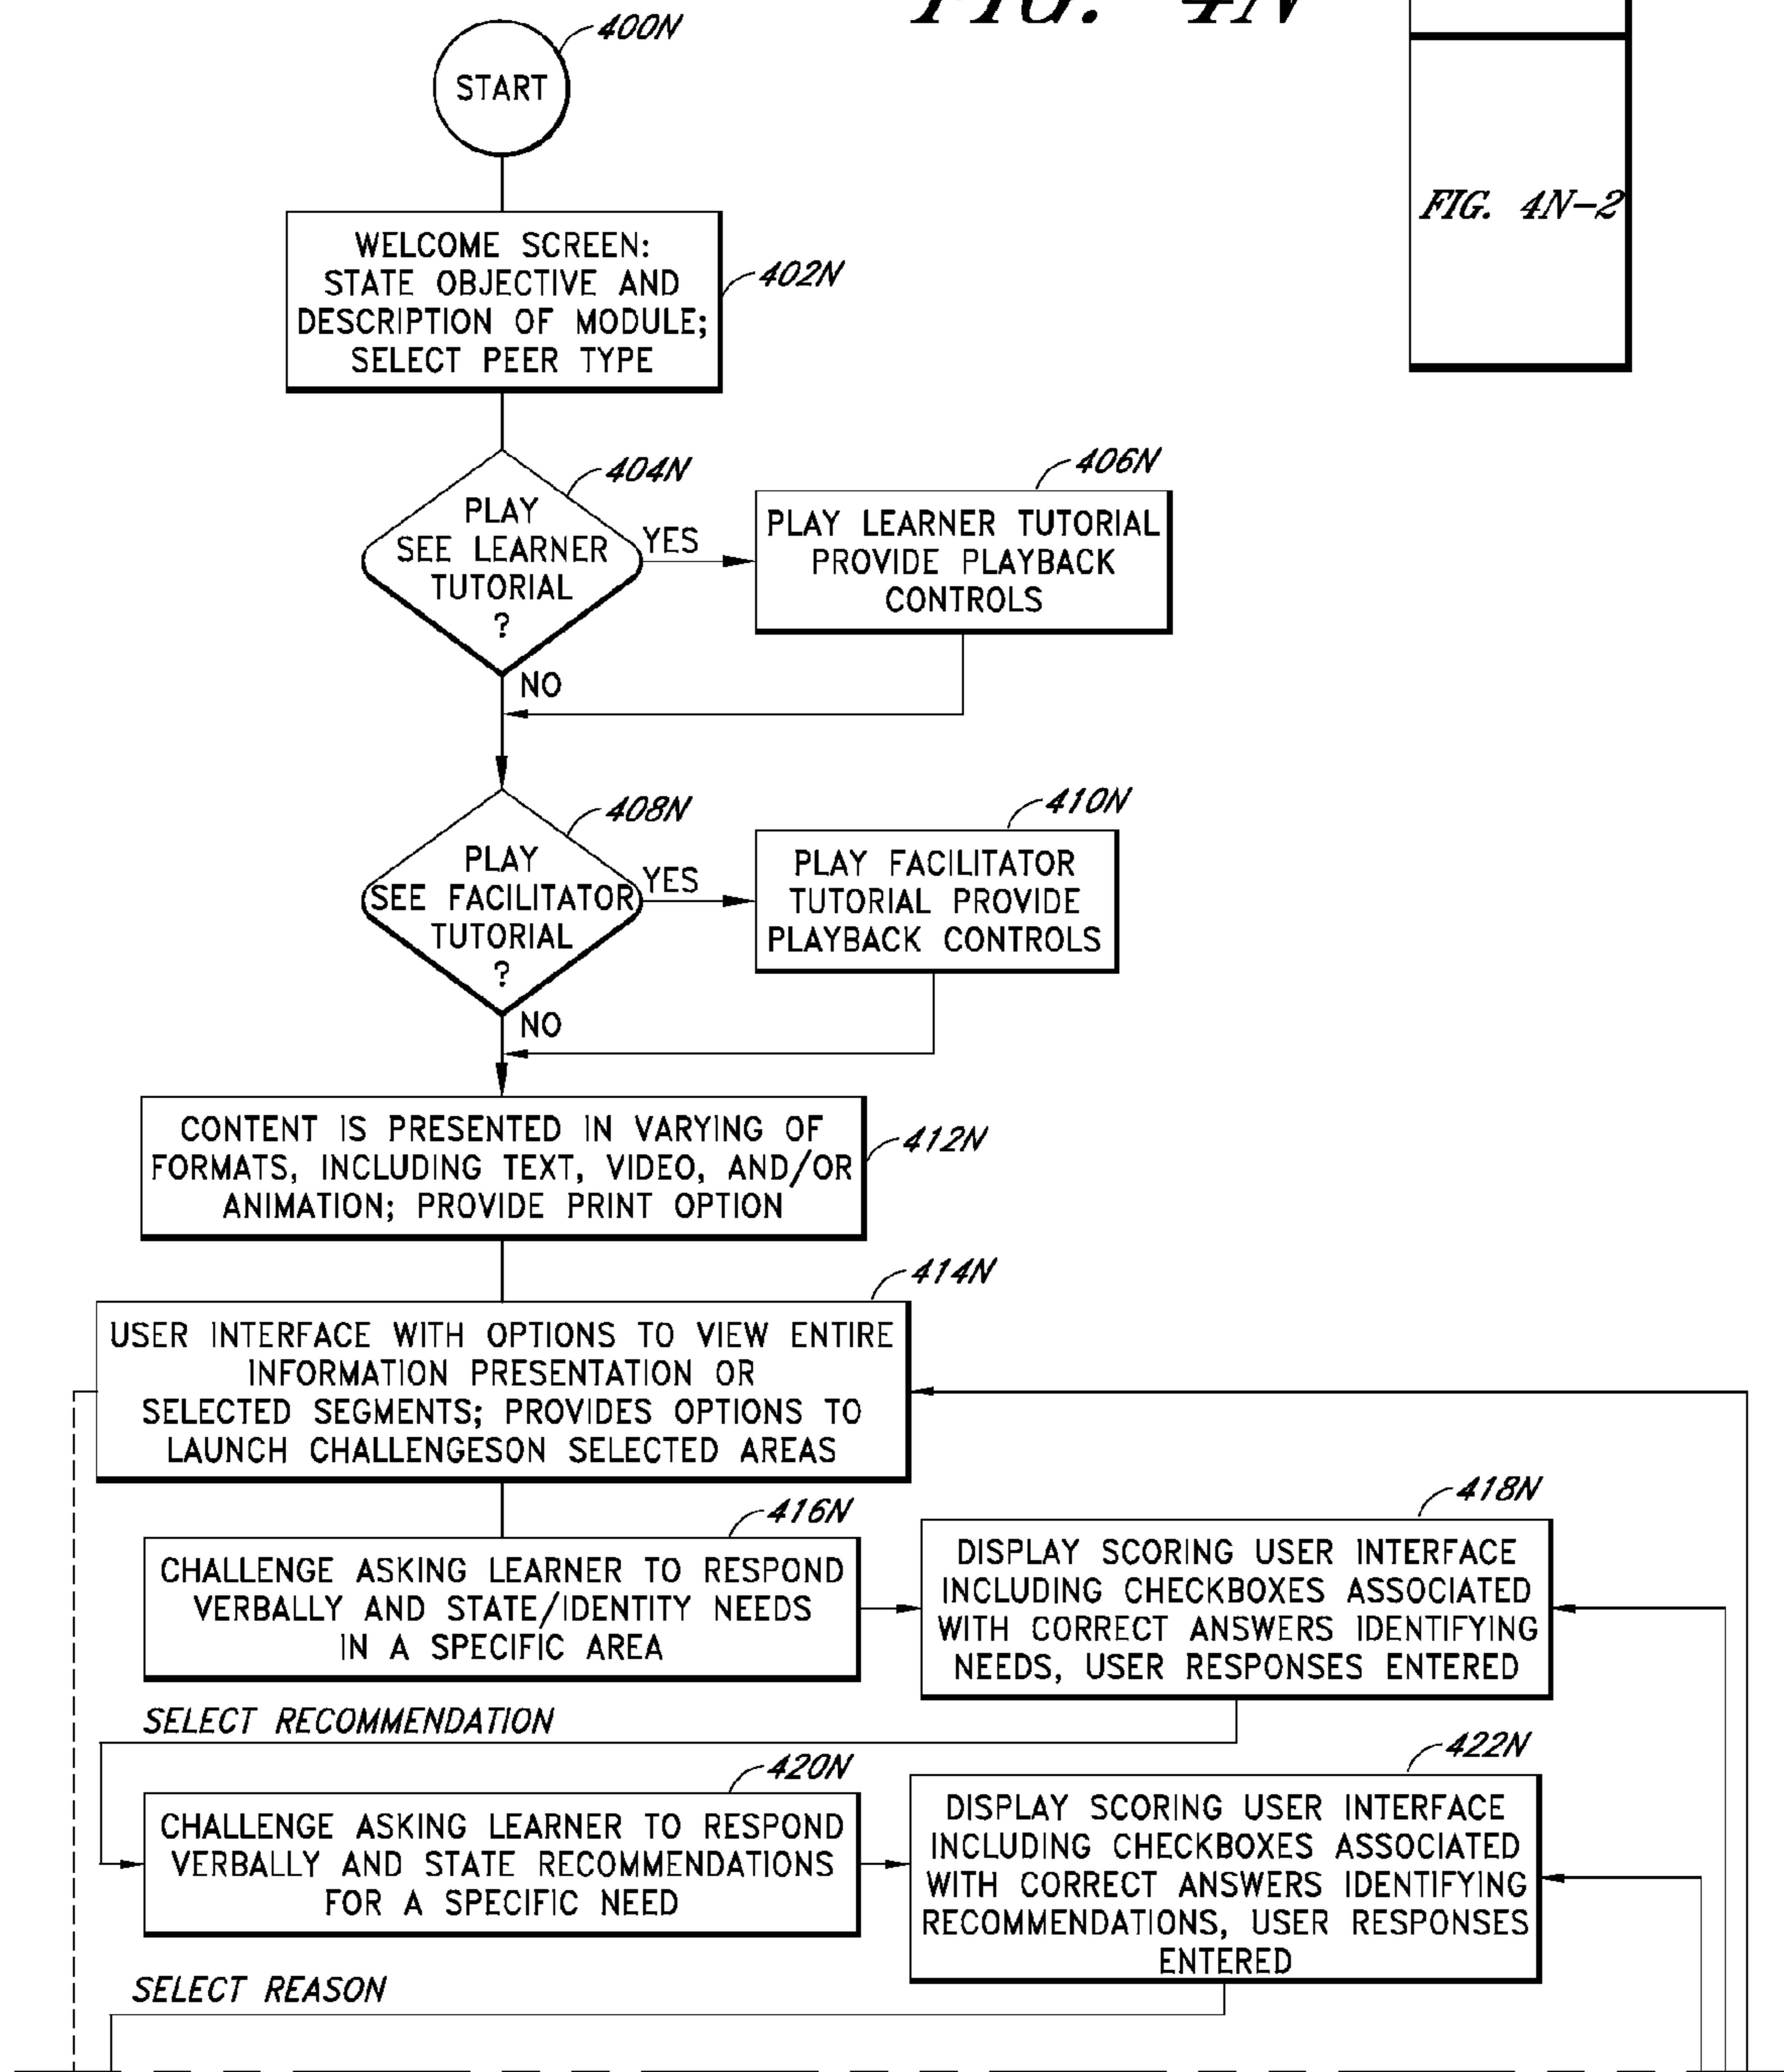 FIG. 4N
400N
START
FIG. 4N-2
WELCOME SCREEN:
STATE OBJECTIVE AND
DESCRIPTION OF MODULE;
SELECT PEER TYPE
402N
404N
PLAY
SEE LEARNER
TUTORIAL
?
YES
NO
406N
PLAY LEARNER TUTORIAL
PROVIDE PLAYBACK
CONTROLS
408N
PLAY
SEE FACILITATOR
TUTORIAL
?
YES
NO
410N
PLAY FACILITATOR
TUTORIAL PROVIDE
PLAYBACK CONTROLS
CONTENT IS PRESENTED IN VARYING OF
FORMATS, INCLUDING TEXT, VIDEO, AND/OR
ANIMATION; PROVIDE PRINT OPTION
412N
414N
USER INTERFACE WITH OPTIONS TO VIEW ENTIRE
INFORMATION PRESENTATION OR
SELECTED SEGMENTS; PROVIDES OPTIONS TO
LAUNCH CHALLENGESON SELECTED AREAS
416N
CHALLENGE ASKING LEARNER TO RESPOND
VERBALLY AND STATE/IDENTITY NEEDS
IN A SPECIFIC AREA
418N
DISPLAY SCORING USER INTERFACE
INCLUDING CHECKBOXES ASSOCIATED
WITH CORRECT ANSWERS IDENTIFYING
NEEDS, USER RESPONSES ENTERED
SELECT RECOMMENDATION
420N
CHALLENGE ASKING LEARNER TO RESPOND
VERBALLY AND STATE RECOMMENDATIONS
FOR A SPECIFIC NEED
422N
DISPLAY SCORING USER INTERFACE
INCLUDING CHECKBOXES ASSOCIATED
WITH CORRECT ANSWERS IDENTIFYING
RECOMMENDATIONS, USER RESPONSES
ENTERED
SELECT REASON